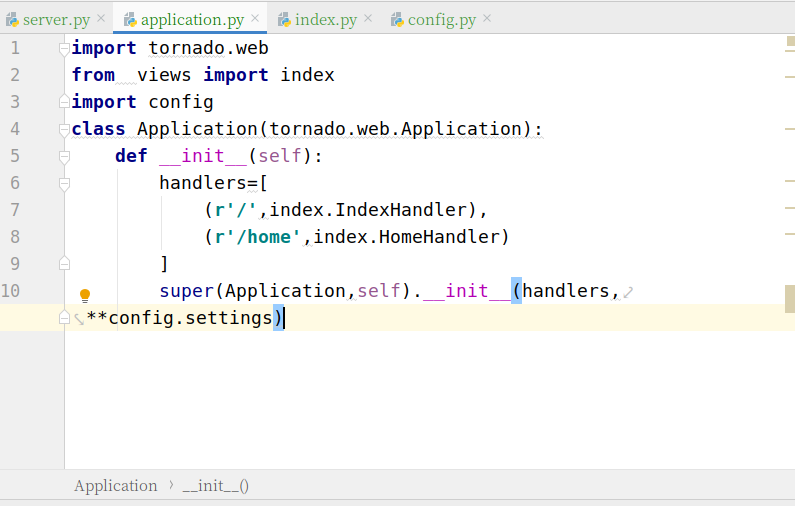 server.py × application.py × index.py × config.py ×
1 import tornado.web
2 from  views import index
3 import config
4 class Application(tornado.web.Application):
5     def __init__(self):
6         handlers=[
7             (r'/',index.IndexHandler),
8             (r'/home',index.HomeHandler)
9         ]
10         super(Application,self).__init__(handlers,
**config.settings)
Application › __init__()